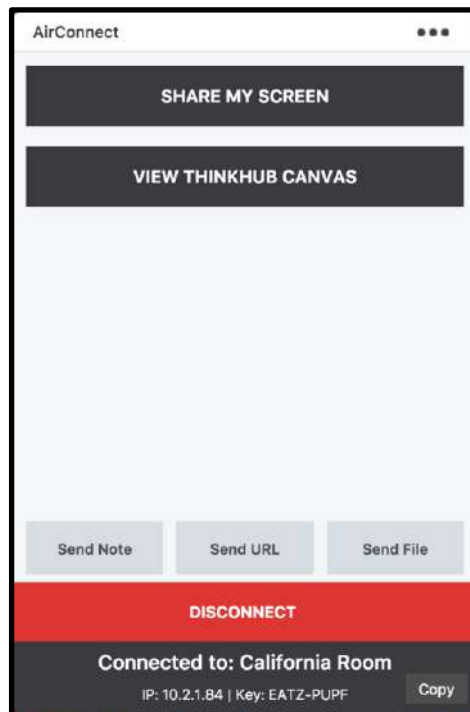 AirConnect
SHARE MY SCREEN
VIEW THINKHUB CANVAS
Send Note Send URL Send File
DISCONNECT
Connected to: California Room
IP: 10.2.1.84 | Key: EATZ-PUPF Copy